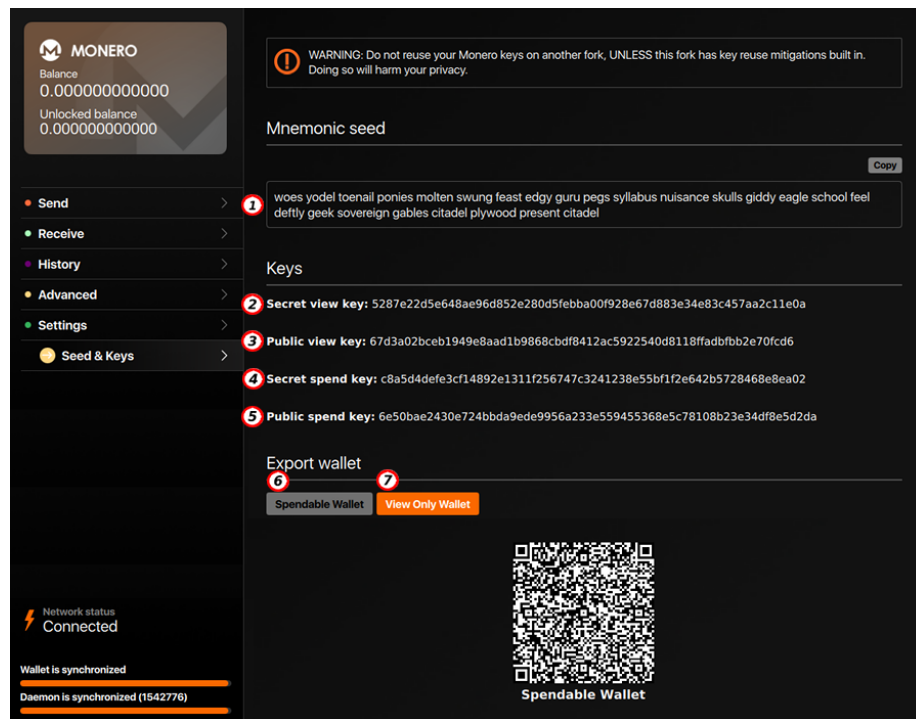 MONERO
Balance
0.000000000000
Unlocked balance
0.000000000000
Send
Receive
History
Advanced
Settings
Seed & Keys
Network status
Connected
Wallet is synchronized
Daemon is synchronized (1542776)
WARNING: Do not reuse your Monero keys on another fork, UNLESS this fork has key reuse mitigations built in.
Doing so will harm your privacy.
Mnemonic seed
Copy
1
woes yodel toenail ponies molten swung feast edgy guru pegs syllabus nuisance skulls giddy eagle school feel
deftly geek sovereign gables citadel plywood present citadel
Keys
2 Secret view key: 5287e22d5e648ae96d852e280d5febba00f928e67d883e34e83c457aa2c11e0a
3 Public view key: 67d3a02bceb1949e8aad1b9868cbdf8412ac5922540d8118ffadbfbb2e70fcd6
4 Secret spend key: c8a5d4defe3cf14892e1311f256747c3241238e55bf1f2e642b5728468e8ea02
5 Public spend key: 6e50bae2430e724bbda9ede9956a233e559455368e5c78108b23e34df8e5d2da
Export wallet
6 7
Spendable Wallet View Only Wallet
Spendable Wallet